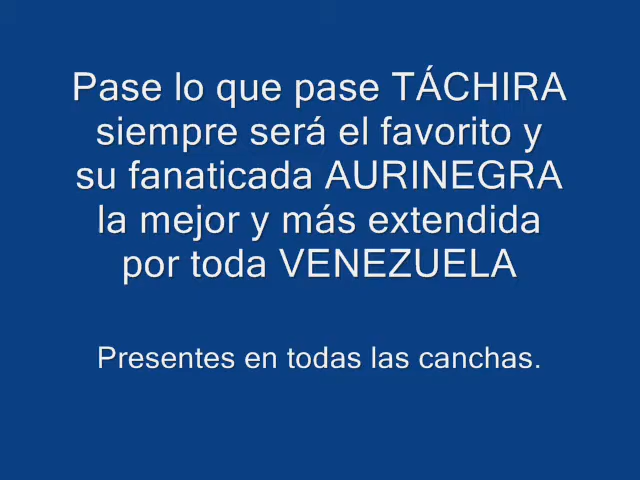 Pase lo que pase TÁCHIRA
siempre será el favorito y
su fanaticada AURINEGRA
la mejor y más extendida
por toda VENEZUELA
Presentes en todas las canchas.